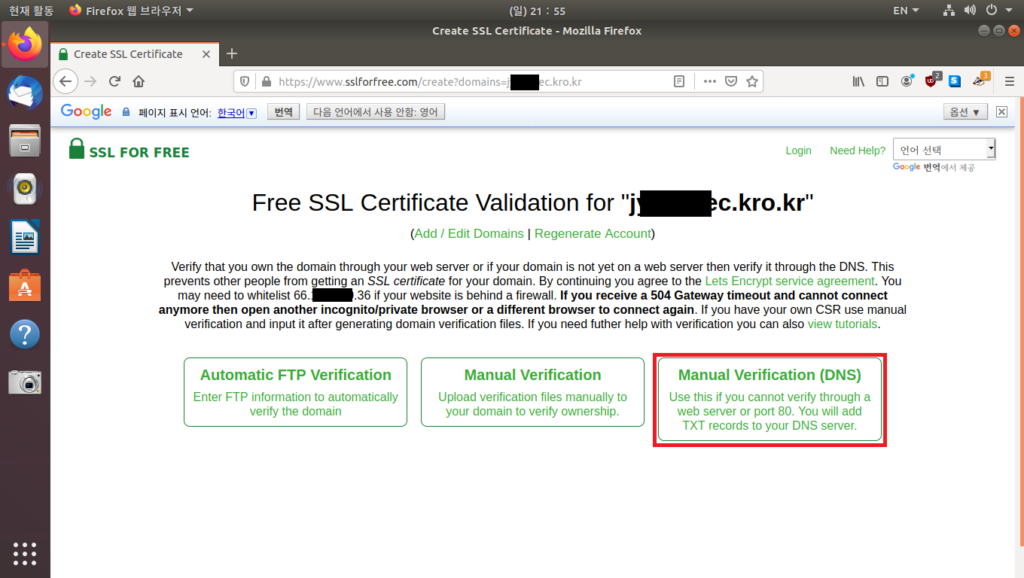 현재 활동 Firefox 웹 브라우저 (일) 21 : 55 EN
Create SSL Certificate - Mozilla Firefox
Create SSL Certificate
https://www.sslforfree.com/create?domains=j ec.kro.kr
2 S 3
Google 페이지 표시 언어: 한국어 번역 다음 언어에서 사용 안함: 영어 옵션 ▼
SSL FOR FREE Login Need Help? 언어 선택
Google 번역에서 제공
Free SSL Certificate Validation for "jy ec.kro.kr"
(Add / Edit Domains | Regenerate Account)
Verify that you own the domain through your web server or if your domain is not yet on a web server then verify it through the DNS. This
prevents other people from getting an SSL certificate for your domain. By continuing you agree to the Lets Encrypt service agreement. You
may need to whitelist 66. .36 if your website is behind a firewall. If you receive a 504 Gateway timeout and cannot connect
anymore then open another incognito/private browser or a different browser to connect again. If you have your own CSR use manual
verification and input it after generating domain verification files. If you need futher help with verification you can also view tutorials.
Automatic FTP Verification
Enter FTP information to automatically
verify the domain
Manual Verification
Upload verification files manually to
your domain to verify ownership.
Manual Verification (DNS)
Use this if you cannot verify through a
web server or port 80. You will add
TXT records to your DNS server.